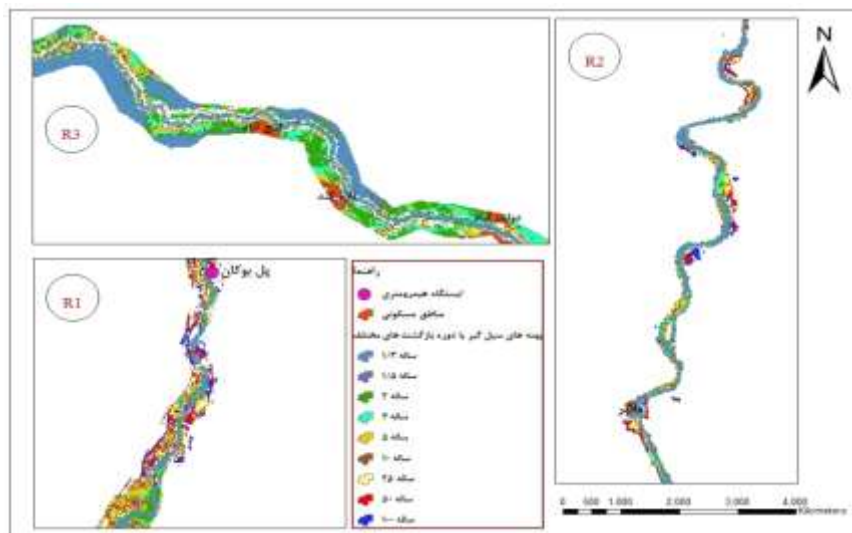 R3
R2
N
R1
پل بوکان
راهنما
ایستگاه هیدرومتری
مناطق مسکونی
پهنه های سیل گیر با دوره بازگشت های مختلف
۱/۱۳ ساله
۱/۱۵ ساله
۲ ساله
۳ ساله
۵ ساله
۱۰ ساله
۲۵ ساله
۵۰ ساله
۱۰۰ ساله
0 500 1.000 2.000 3.000 4.000
Kilometers